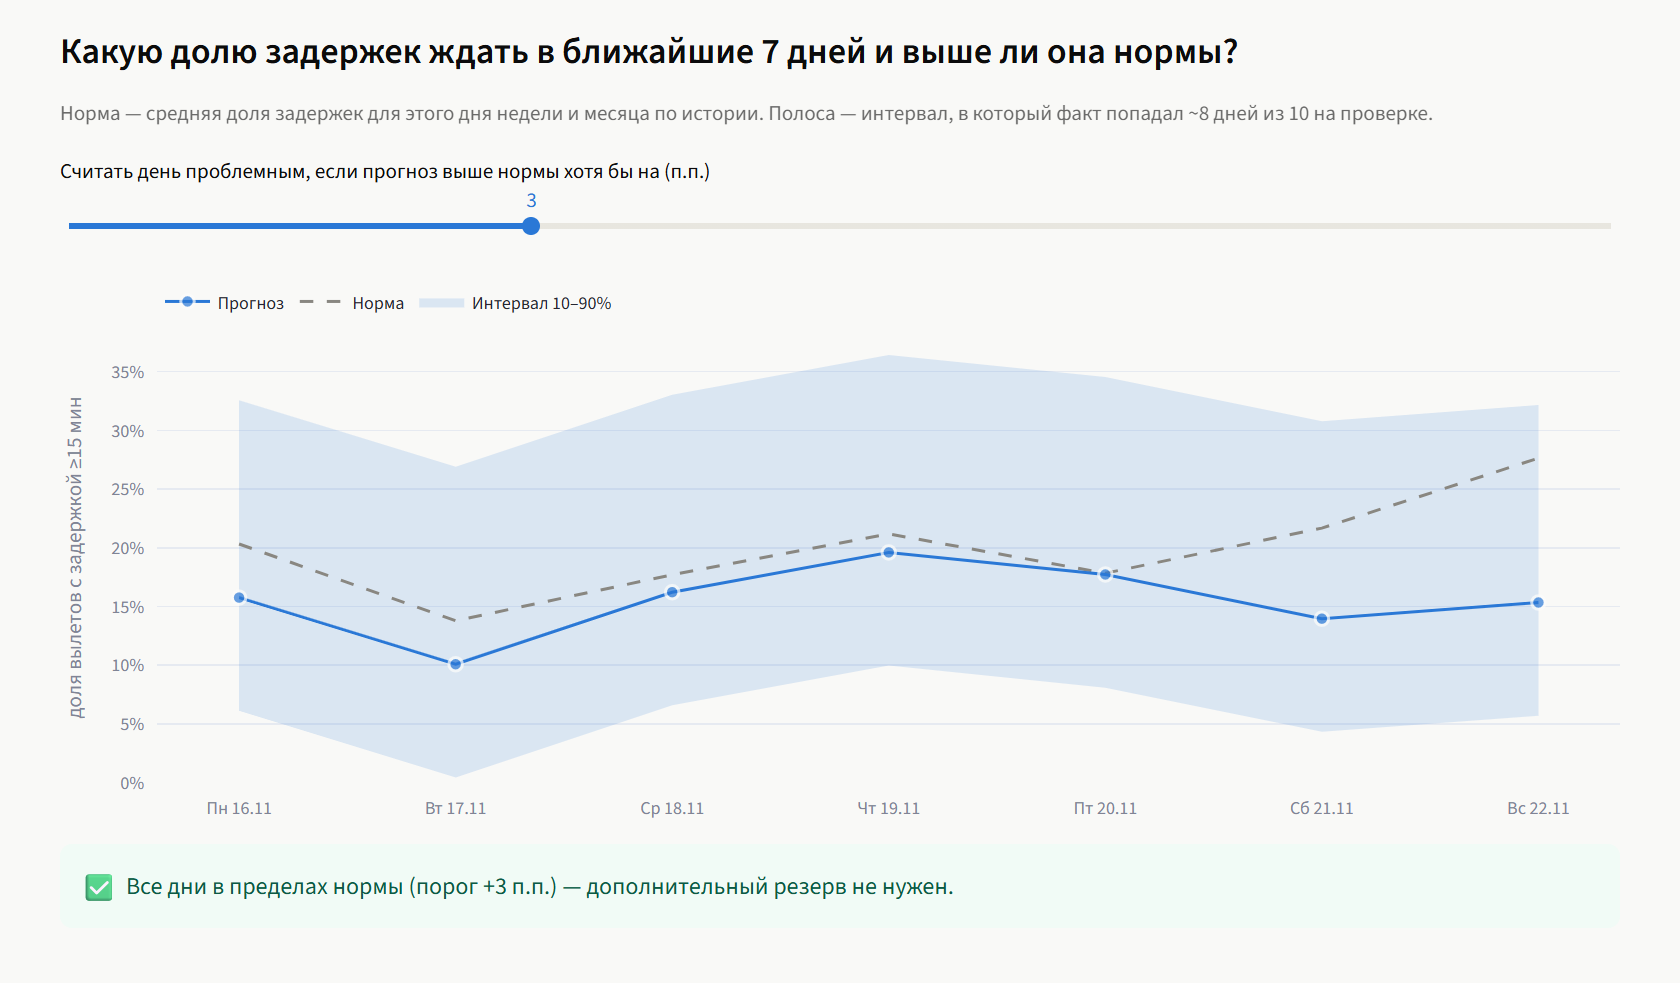 Какую долю задержек ждать в ближайшие 7 дней и выше ли она нормы?
Норма — средняя доля задержек для этого дня недели и месяца по истории. Полоса — интервал, в который факт попадал ~8 дней из 10 на проверке.
Считать день проблемным, если прогноз выше нормы хотя бы на (п.п.)
3
Прогноз Норма Интервал 10–90%
доля вылетов с задержкой ≥15 мин
35%
30%
25%
20%
15%
10%
5%
0%
Пн 16.11 Вт 17.11 Ср 18.11 Чт 19.11 Пт 20.11 Сб 21.11 Вс 22.11
Все дни в пределах нормы (порог +3 п.п.) — дополнительный резерв не нужен.